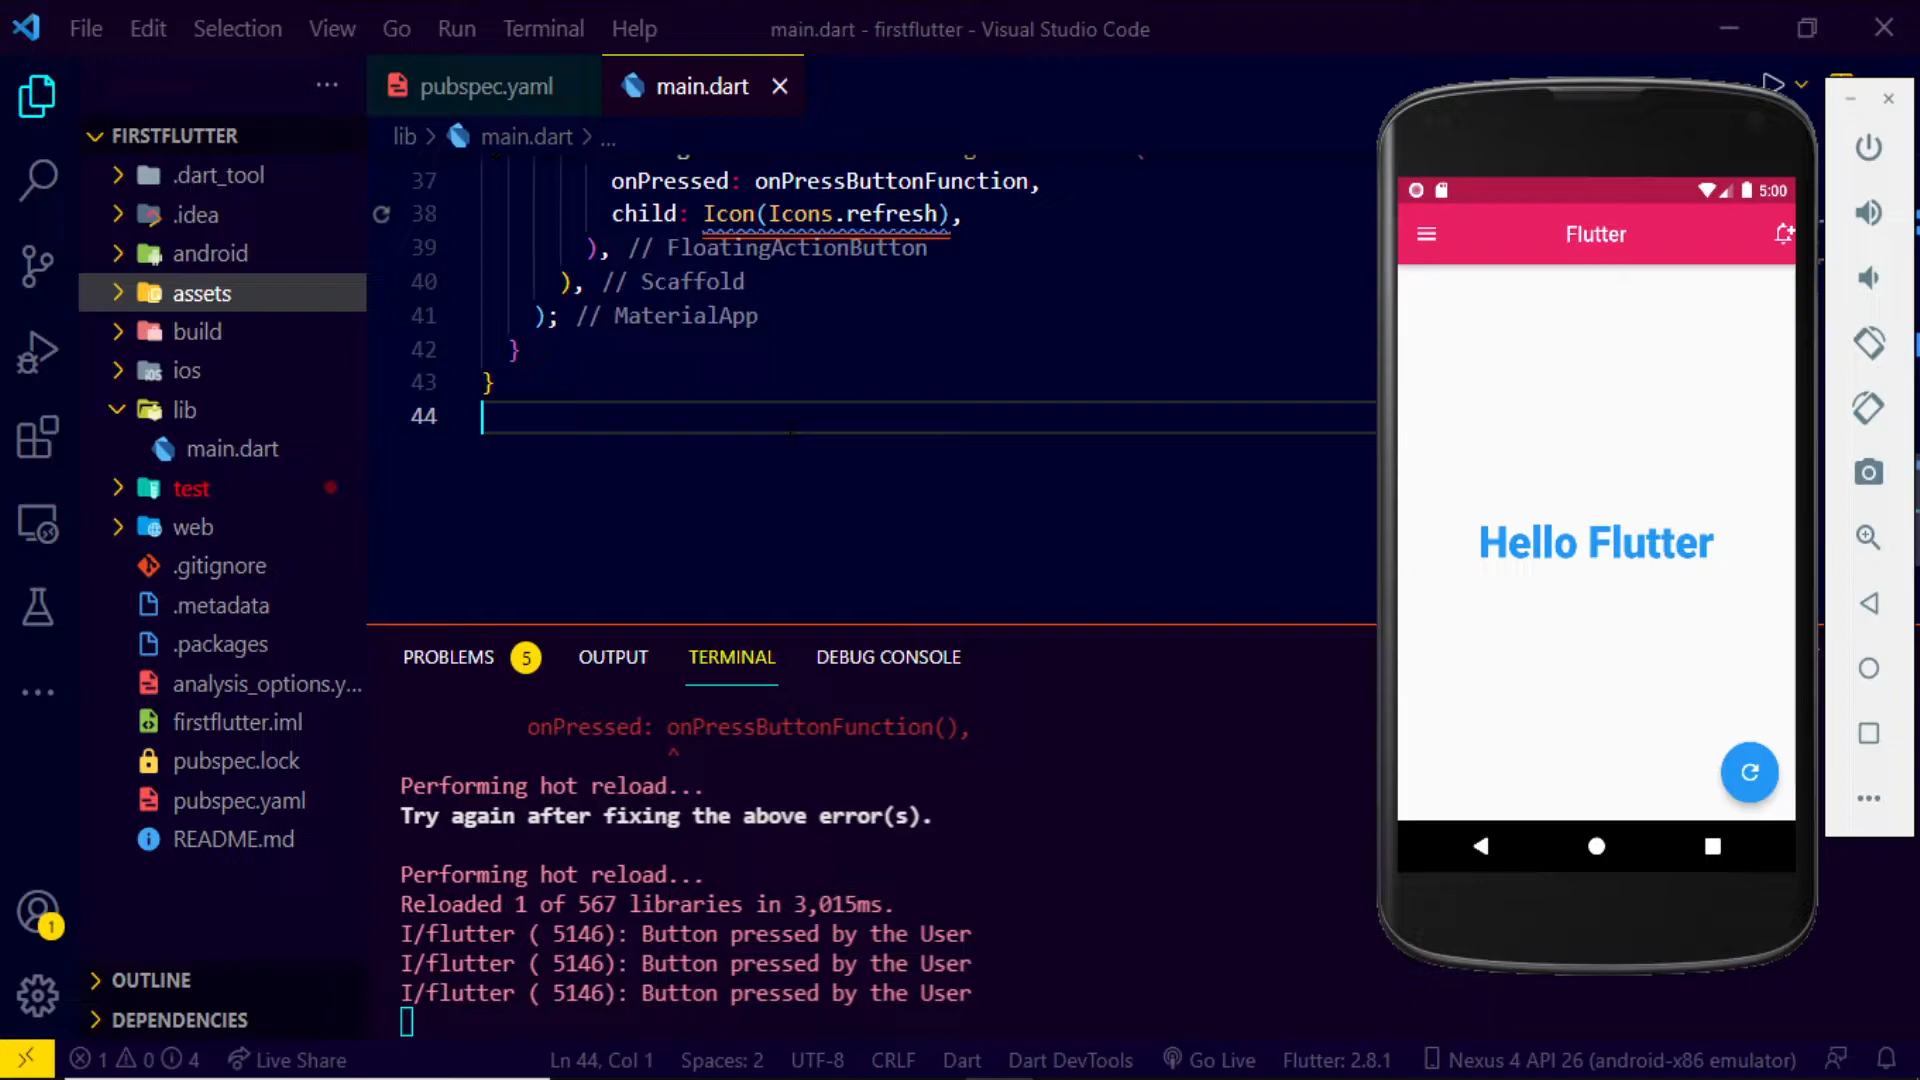 File Edit Selection View Go Run Terminal Help
main.dart - firstflutter - Visual Studio Code
pubspec.yaml
main.dart
lib > main.dart > ...
FIRSTFLUTTER
.dart_tool
.idea
android
assets
build
ios
lib
main.dart
test
web
.gitignore
.metadata
.packages
analysis_options.y...
firstflutter.iml
pubspec.lock
pubspec.yaml
README.md
OUTLINE
DEPENDENCIES
37 onPressed: onPressButtonFunction,
38 child: Icon(Icons.refresh),
39 ), // FloatingActionButton
40 ), // Scaffold
41 ); // MaterialApp
42 }
43 }
44
PROBLEMS 5 OUTPUT TERMINAL DEBUG CONSOLE
onPressed: onPressButtonFunction(),
^
Performing hot reload...
Try again after fixing the above error(s).
Performing hot reload...
Reloaded 1 of 567 libraries in 3,015ms.
I/flutter ( 5146): Button pressed by the User
I/flutter ( 5146): Button pressed by the User
I/flutter ( 5146): Button pressed by the User
5:00
Flutter
Hello Flutter
1
1 0 4 Live Share
Ln 44, Col 1 Spaces: 2 UTF-8 CRLF Dart Dart DevTools Go Live Flutter: 2.8.1 Nexus 4 API 26 (android-x86 emulator)